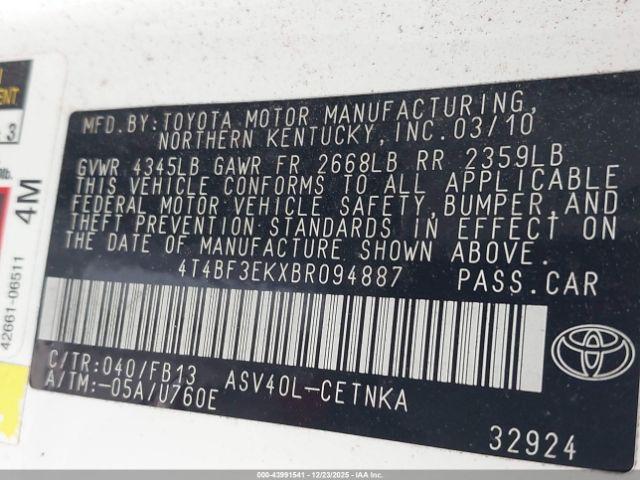 MFD.BY:TOYOTA MOTOR MANUFACTURING,
NORTHERN KENTUCKY,INC.03/10
GVWR 4345LB GAWR FR 2668LB RR 2359LB
THIS VEHICLE CONFORMS TO ALL APPLICABLE
FEDERAL MOTOR VEHICLE SAFETY,BUMPER,AND
THEFT PREVENTION STANDARDS IN EFFECT ON
THE DATE OF MANUFACTURE SHOWN ABOVE.
4T4BF3EKXBR094887 PASS.CAR
C/TR:040/FB13 ASV40L-CETNKA
A/TM:-05A/U760E
32924
3
4M
42661-06511
000-43991541 - 12/23/2025 - IAAI